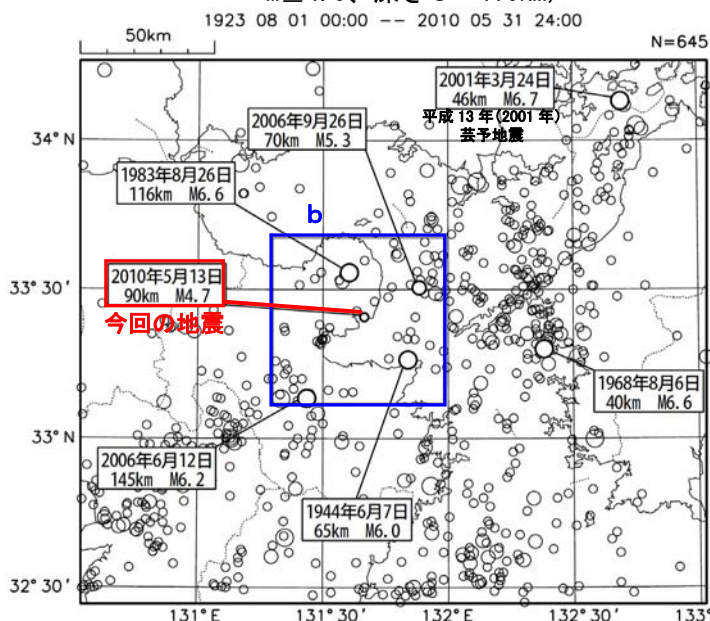 1923 08 01 00:00 -- 2010 05 31 24:00
50km
N=645
2001年3月24日
46km M6.7
平成 13 年(2001 年)
芸予地震
34°N
2006年9月26日
70km M5.3
1983年8月26日
116km M6.6
b
2010年5月13日
90km M4.7
今回の地震
33°30'
1968年8月6日
40km M6.6
33°N
2006年6月12日
145km M6.2
1944年6月7日
65km M6.0
32°30'
131°E 131°30' 132°E 132°30' 133°E